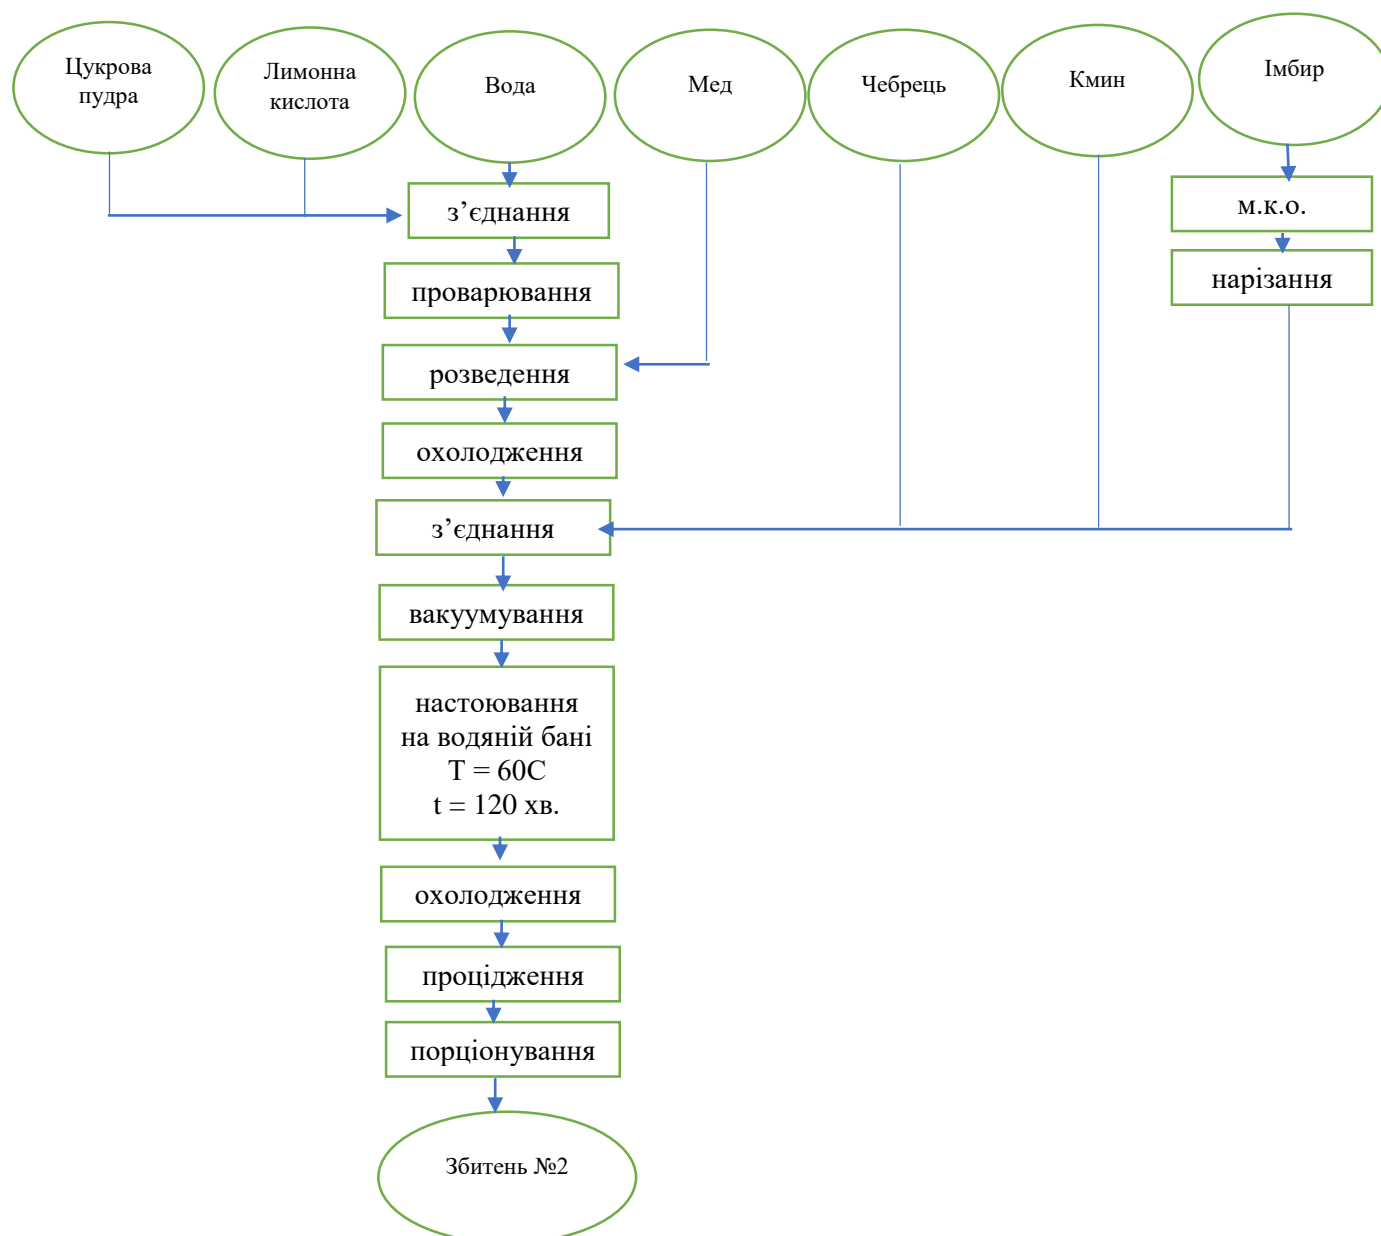 Цукрова
пудра
Лимонна
кислота
Вода
Мед
Чебрець
Кмин
Імбир
з’єднання
м.к.о.
проварювання
нарізання
розведення
охолодження
з’єднання
вакуумування
настоювання
на водяній бані
T = 60С
t = 120 хв.
охолодження
процідження
порціонування
Збитень №2